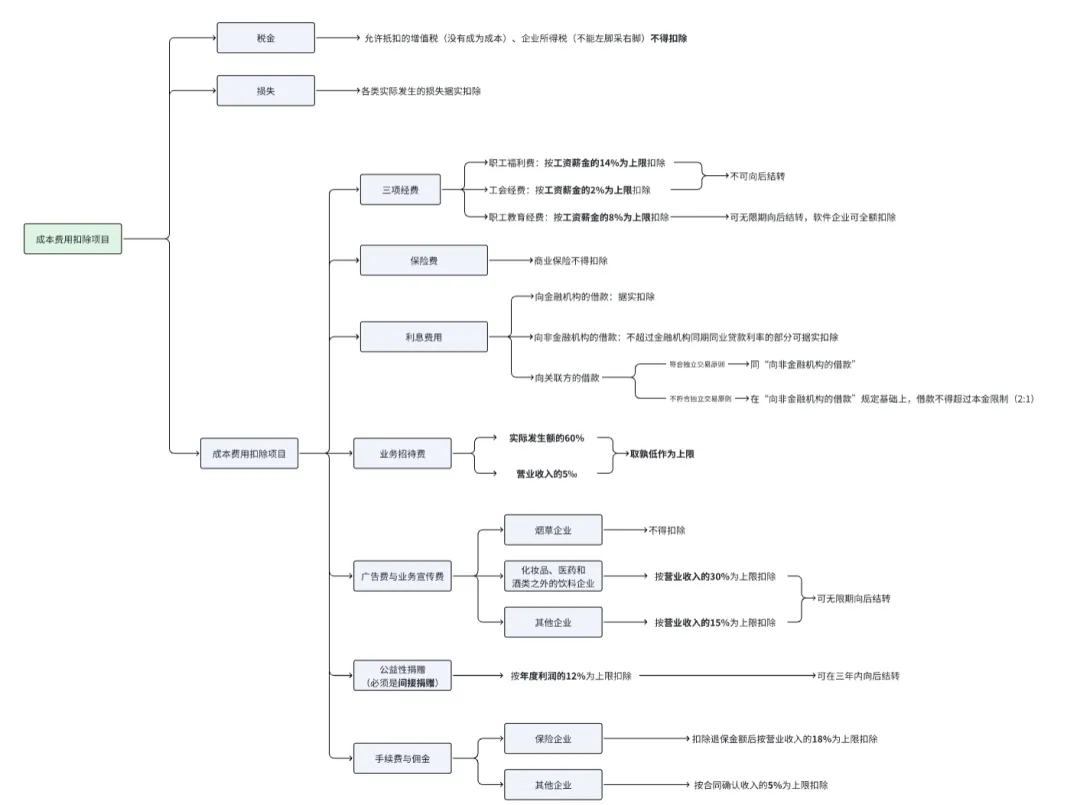 税金
允许抵扣的增值税（没有成为成本）、企业所得税（不能左脚采右脚）不得扣除
损失
各类实际发生的损失据实扣除
成本费用扣除项目
成本费用扣除项目
三项经费
职工福利费：按工资薪金的14%为上限扣除
工会经费：按工资薪金的2%为上限扣除
不可向后结转
职工教育经费：按工资薪金的8%为上限扣除
可无限期向后结转，软件企业可全额扣除
保险费
商业保险不得扣除
利息费用
向金融机构的借款：据实扣除
向非金融机构的借款：不超过金融机构同期同业贷款利率的部分可据实扣除
向关联方的借款
符合独立交易原则
同“向非金融机构的借款”
不符合独立交易原则
在“向非金融机构的借款”规定基础上，借款不得超过本金限制（2:1）
业务招待费
实际发生额的60%
营业收入的5‰
取孰低作为上限
广告费与业务宣传费
烟草企业
不得扣除
化妆品、医药和
酒类之外的饮料企业
按营业收入的30%为上限扣除
其他企业
按营业收入的15%为上限扣除
可无限期向后结转
公益性捐赠
（必须是间接捐赠）
按年度利润的12%为上限扣除
可在三年内向后结转
手续费与佣金
保险企业
扣除退保金额后按营业收入的18%为上限扣除
其他企业
按合同确认收入的5%为上限扣除